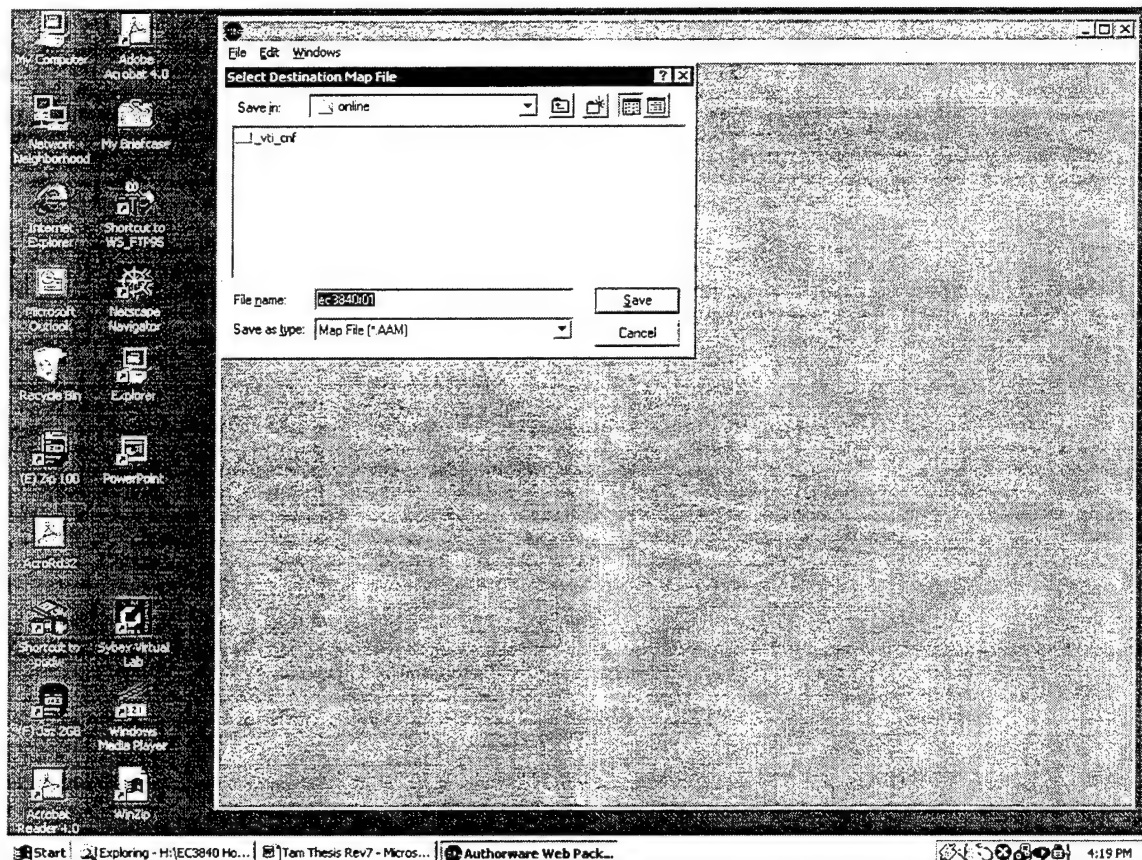 My Computer
Adobe Acrobat 4.0
Network Neighborhood
My Briefcase
Internet Explorer
Shortcut to WS_FTP95
Microsoft Outlook
Netscape Navigator
Recycle Bin
Explorer
(E) Zip 100
PowerPoint
AcroRd32
Shortcut to
Sybex Virtual Lab
Jaz 2GB
Windows Media Player
Acrobat Reader 4.0
WinZip
File Edit Windows
Select Destination Map File
Save in: online
_vti_cnf
File name: ec3840r01
Save
Save as type: Map File (*.AAM)
Cancel
Start
Exploring - H:\EC3840 Ho...
Tam Thesis Rev7 - Micros...
Authorware Web Pack...
4:19 PM